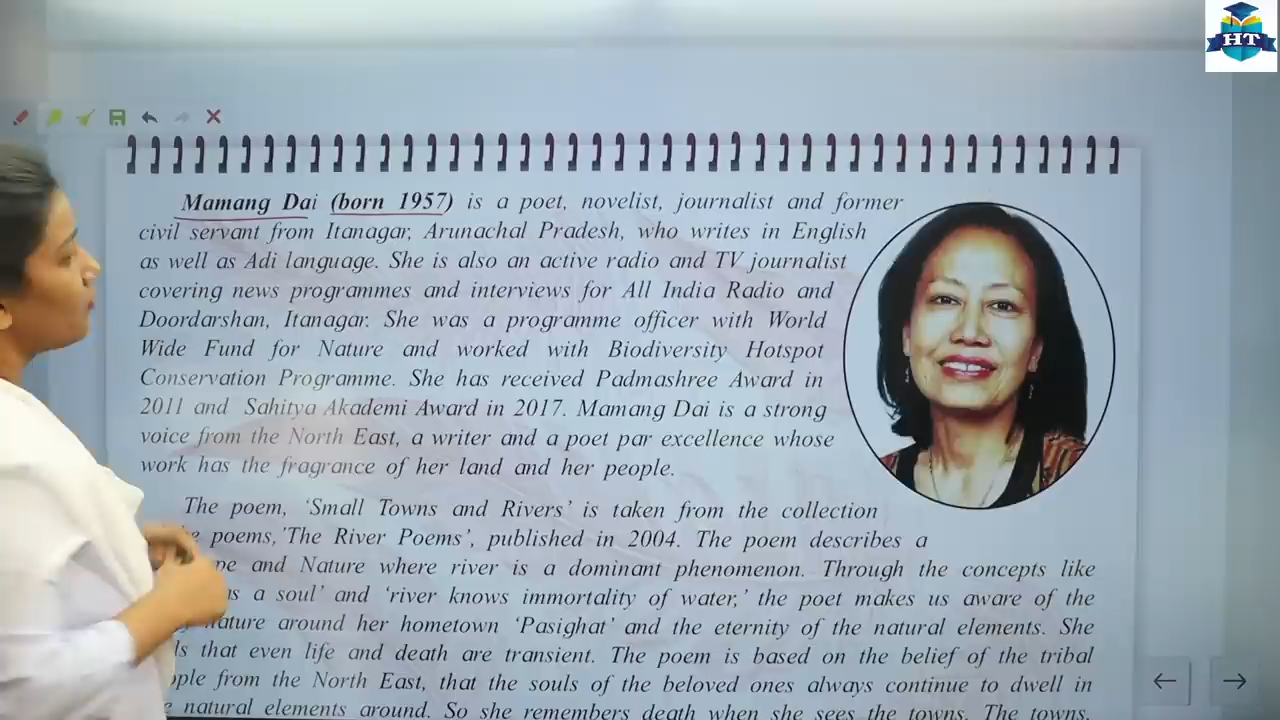 HT
Mamang Dai (born 1957) is a poet, novelist, journalist and former
civil servant from Itanagar, Arunachal Pradesh, who writes in English
as well as Adi language. She is also an active radio and TV journalist
covering news programmes and interviews for All India Radio and
Doordarshan, Itanagar. She was a programme officer with World
Wide Fund for Nature and worked with Biodiversity Hotspot
Conservation Programme. She has received Padmashree Award in
2011 and Sahitya Akademi Award in 2017. Mamang Dai is a strong
voice from the North East, a writer and a poet par excellence whose
work has the fragrance of her land and her people.
The poem, ‘Small Towns and Rivers’ is taken from the collection
poems,'The River Poems’, published in 2004. The poem describes a
and Nature where river is a dominant phenomenon. Through the concepts like
a soul’ and ‘river knows immortality of water,’ the poet makes us aware of the
nature around her hometown ‘Pasighat’ and the eternity of the natural elements. She
that even life and death are transient. The poem is based on the belief of the tribal
from the North East, that the souls of the beloved ones always continue to dwell in
natural elements around. So she remembers death when she sees the towns. The towns,